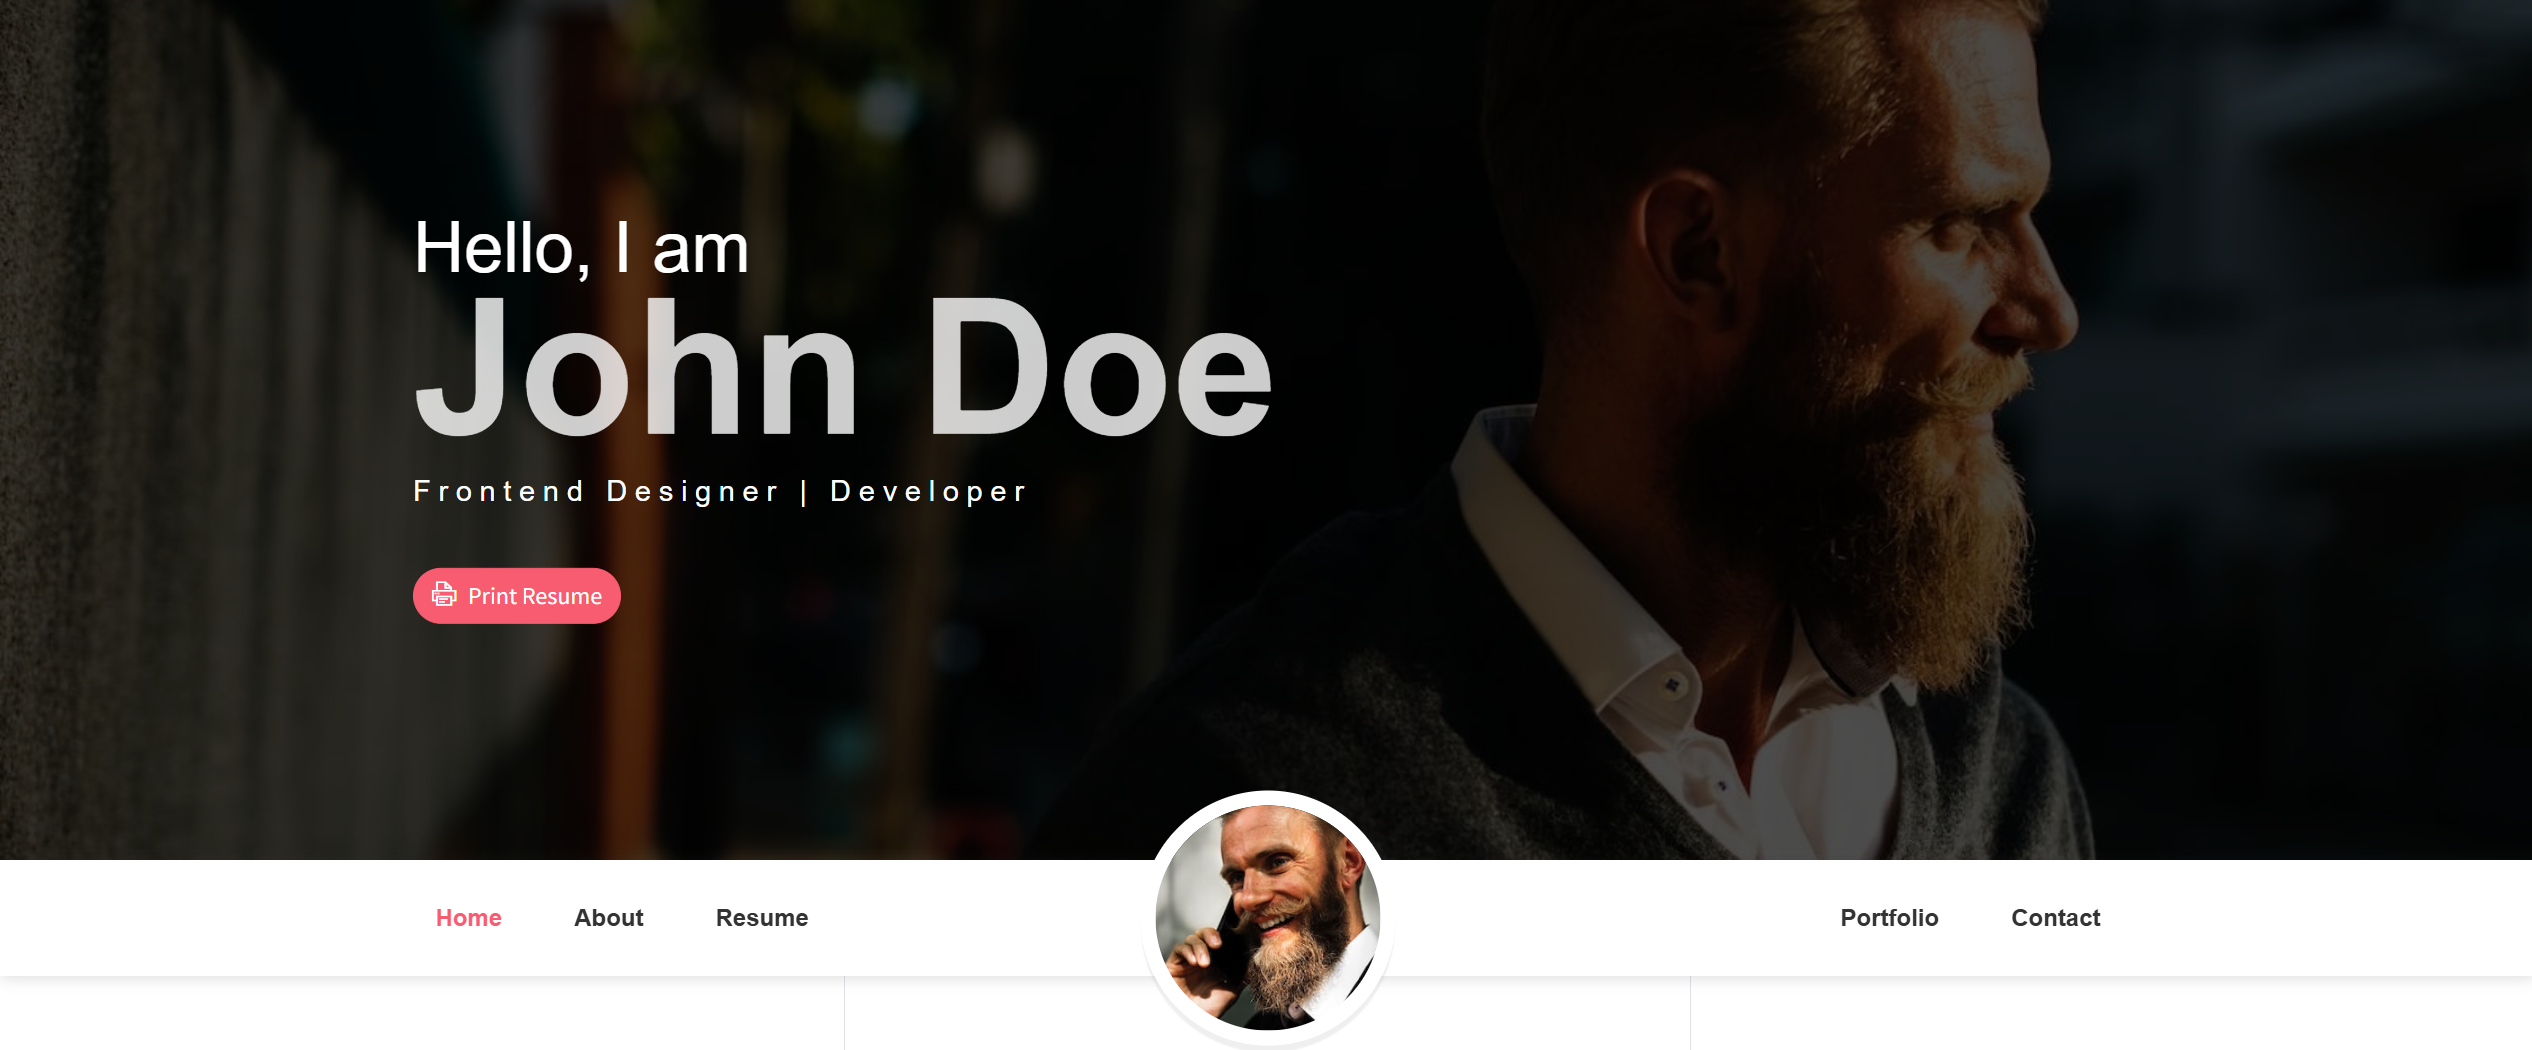 Hello, I am
John Doe
Frontend Designer | Developer
Print Resume
Home About Resume Portfolio Contact